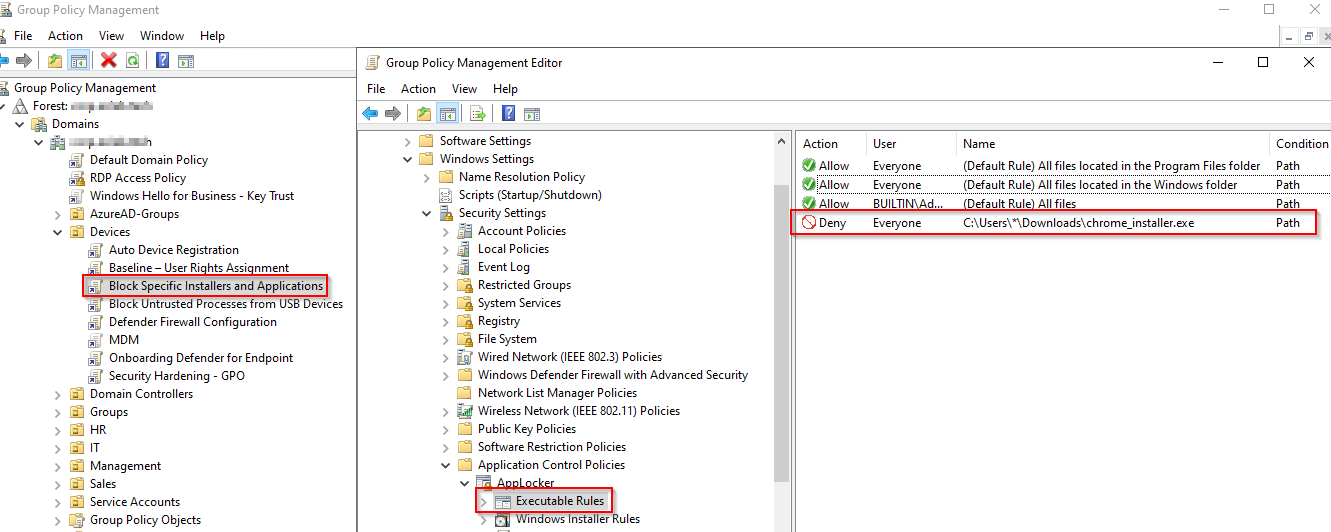 Group Policy Management
File Action View Window Help
Group Policy Management
Forest:
Domains
Default Domain Policy
RDP Access Policy
Windows Hello for Business - Key Trust
AzureAD-Groups
Devices
Auto Device Registration
Baseline – User Rights Assignment
Block Specific Installers and Applications
Block Untrusted Processes from USB Devices
Defender Firewall Configuration
MDM
Onboarding Defender for Endpoint
Security Hardening - GPO
Domain Controllers
Groups
HR
IT
Management
Sales
Service Accounts
Group Policy Objects
Group Policy Management Editor
File Action View Help
Software Settings
Windows Settings
Name Resolution Policy
Scripts (Startup/Shutdown)
Security Settings
Account Policies
Local Policies
Event Log
Restricted Groups
System Services
Registry
File System
Wired Network (IEEE 802.3) Policies
Windows Defender Firewall with Advanced Security
Network List Manager Policies
Wireless Network (IEEE 802.11) Policies
Public Key Policies
Software Restriction Policies
Application Control Policies
AppLocker
Executable Rules
Windows Installer Rules
Action User Name Condition
Allow Everyone (Default Rule) All files located in the Program Files folder Path
Allow Everyone (Default Rule) All files located in the Windows folder Path
Allow BUILTIN\Ad... (Default Rule) All files Path
Deny Everyone C:\Users\*\Downloads\chrome_installer.exe Path